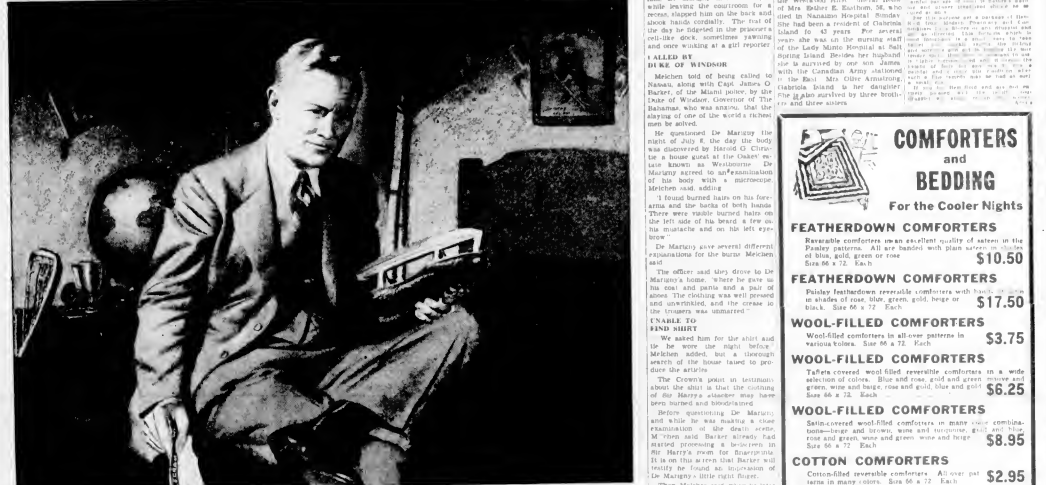 while leaving the courtroom for a
recess, slapped him on the back and
shook hands cordially. The rest of
the day he fidgeted in the prisoner's
cell-like dock, sometimes yawning
and once winking at a girl reporter
CALLED BY
DUKE OF WINDSOR
Melchen told of being called to
Nassau, along with Capt. James O.
Barker, of the Miami police, by the
Duke of Windsor, Governor of The
Bahamas, who was anxious that the
slaying of one of the world's richest
men be solved.
He questioned De Marigny the
night of July 8, the day the body
was discovered by Harold G. Chris-
tie a house guest at the Oakes' es-
tate known as Westbourne. De
Marigny agreed to an examination
of his body with a microscope,
Melchen said, adding
"I found burned hairs on his fore-
arms and the backs of both hands
There were visible burned hairs on
the left side of his beard a few on
his mustache and on his left eye-
brow"
De Marigny gave several different
explanations for the burns Melchen
said
The officer said they drove to De
Marigny's home, "where he gave us
his coat and pants and a pair of
shoes. The clothing was well pressed
and unwrinkled, and the crease in
the trousers was unmarred"
UNABLE TO
FIND SHIRT
We asked him for the shirt and
tie he wore the night before"
Melchen added, but a thorough
search of the house failed to pro-
duce the articles
The Crown's point in testimony
about the shirt is that the clothing
of Sir Harry's attacker may have
been burned and bloodstained
Before questioning De Marigny
and while he was making a close
examination of the death scene,
Melchen said Barker already had
started processing a bedscreen in
Sir Harry's room for fingerprints
It is on this screen that Barker will
testify he found an impression of
De Marigny's little right finger.
of Mrs. Esther E. Easthom, 38, who
died in Nanaimo Hospital Sunday
She had been a resident of Gabriola
Island fo 42 years For several
years she was on the nursing staff
of the Lady Minto Hospital at Salt
Spring Island Besides her husband
she is survived by one son James
with the Canadian Army stationed
in the East Mrs Olive Armstrong,
Gabriola Island is her daughter
She is also survived by three broth-
ers and three sisters
COMFORTERS
and
BEDDING
For the Cooler Nights
FEATHERDOWN COMFORTERS
Reversible comforters in an excellent quality of sateen in the
Paisley patterns. All are banded with plain sateen in shades
of blue, gold, green or rose
Size 66 x 72. Each $10.50
FEATHERDOWN COMFORTERS
Paisley featherdown reversible comforters with
in shades of rose, blue, green, gold, beige or
black. Size 66 x 72 Each $17.50
WOOL-FILLED COMFORTERS
Wool-filled comforters in all-over patterns in
various colors. Size 66 x 72. Each $3.75
WOOL-FILLED COMFORTERS
Taffeta covered wool filled reversible comforters in a wide
selection of colors. Blue and rose, gold and green mauve and
green, wine and beige, rose and gold, blue and gold
Size 66 x 72. Each $6.25
WOOL-FILLED COMFORTERS
Satin-covered wool-filled comforters in many color combina-
tions—beige and brown, wine and turquoise, gold and blue,
rose and green, wine and green wine and beige
Size 66 x 72 Each $8.95
COTTON COMFORTERS
Cotton-filled reversible comforters All over pat
terns in many colors. Size 66 x 72 Each $2.95